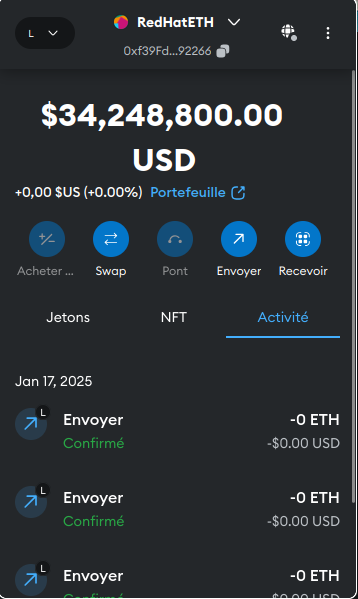 L
RedHatETH
0xf39Fd...92266
$34,248,800.00
USD
+0,00 $US (+0.00%) Portefeuille
Acheter ... Swap Pont Envoyer Recevoir
Jetons NFT Activité
Jan 17, 2025
L
Envoyer -0 ETH
Confirmé -$0.00 USD
L
Envoyer -0 ETH
Confirmé -$0.00 USD
L
Envoyer -0 ETH
Confirmé -$0.00 USD